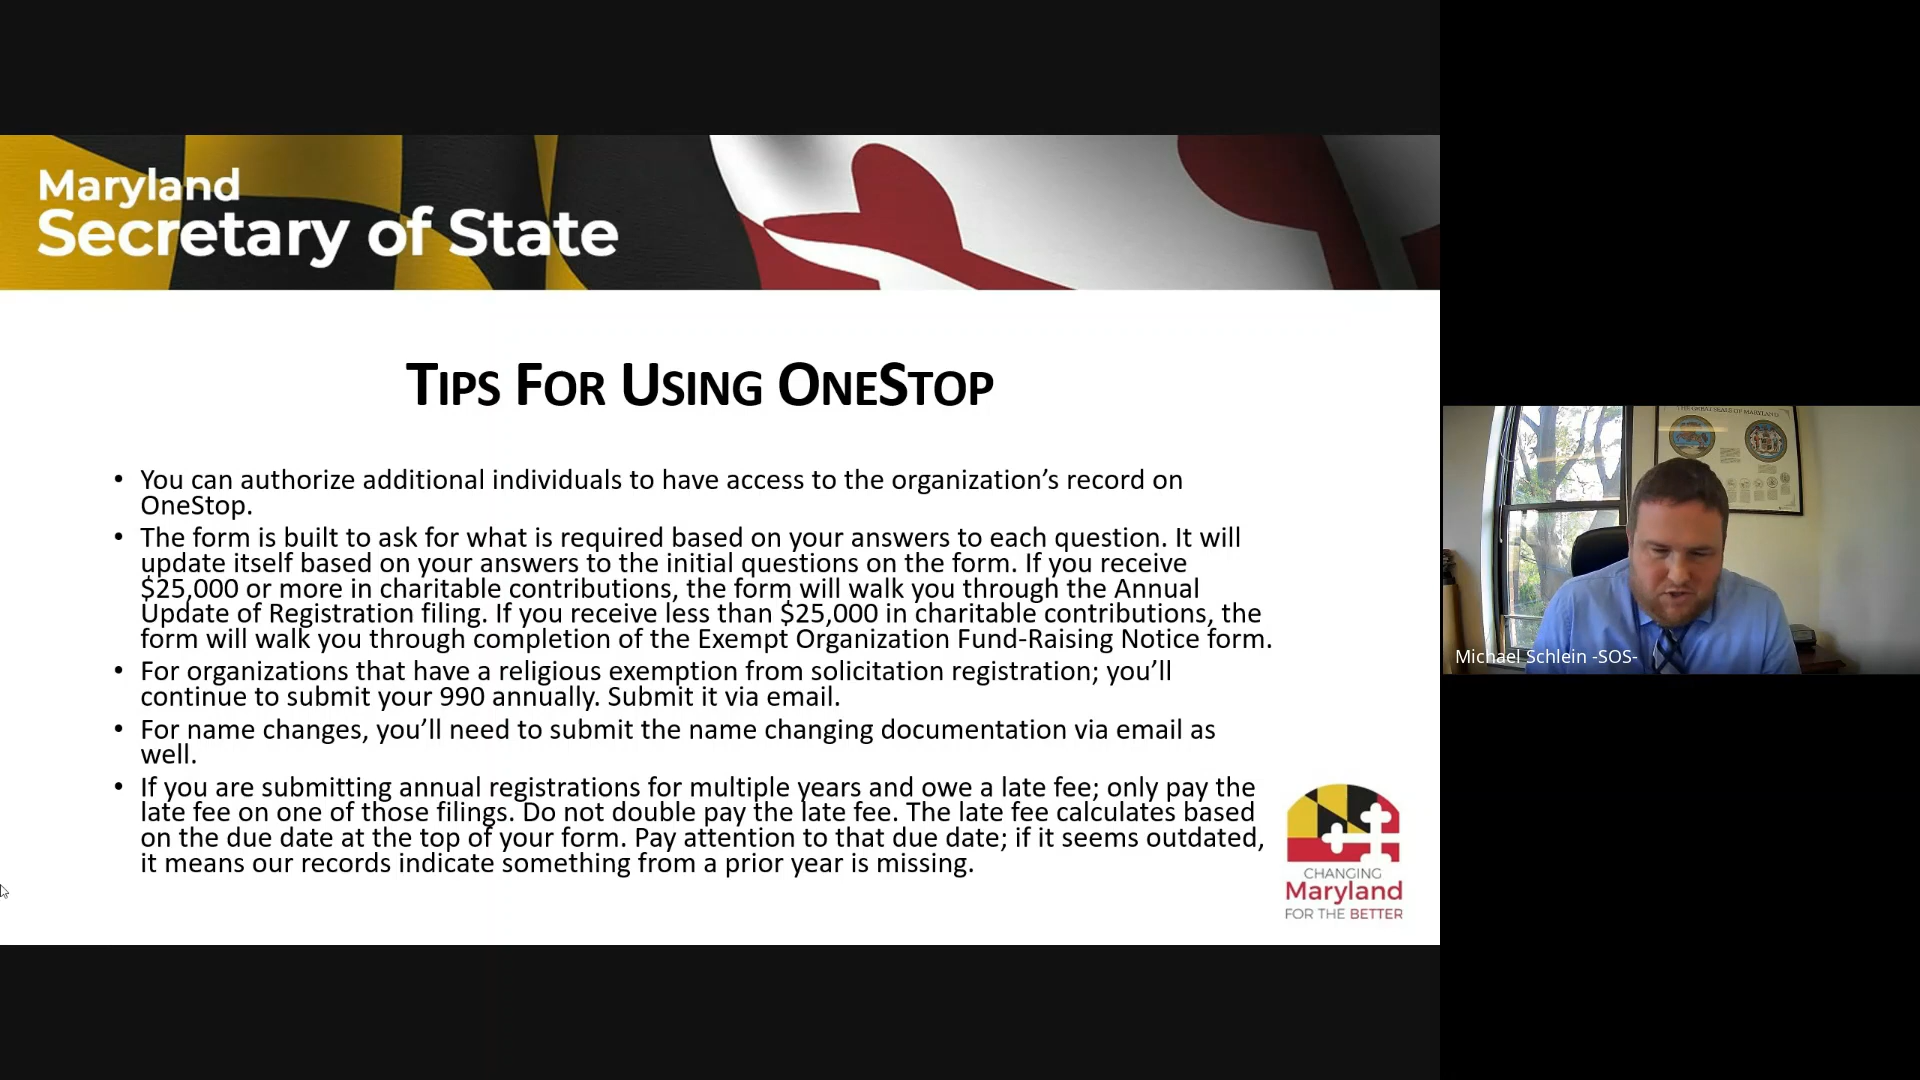 Maryland
Secretary of State
TIPS FOR USING ONESTOP
• You can authorize additional individuals to have access to the organization’s record on
OneStop.
• The form is built to ask for what is required based on your answers to each question. It will
update itself based on your answers to the initial questions on the form. If you receive
$25,000 or more in charitable contributions, the form will walk you through the Annual
Update of Registration filing. If you receive less than $25,000 in charitable contributions, the
form will walk you through completion of the Exempt Organization Fund-Raising Notice form.
• For organizations that have a religious exemption from solicitation registration; you’ll
continue to submit your 990 annually. Submit it via email.
• For name changes, you’ll need to submit the name changing documentation via email as
well.
• If you are submitting annual registrations for multiple years and owe a late fee; only pay the
late fee on one of those filings. Do not double pay the late fee. The late fee calculates based
on the due date at the top of your form. Pay attention to that due date; if it seems outdated,
it means our records indicate something from a prior year is missing.
CHANGING
Maryland
FOR THE BETTER
THE GREAT SEALS OF MARYLAND
Michael Schlein -SOS-